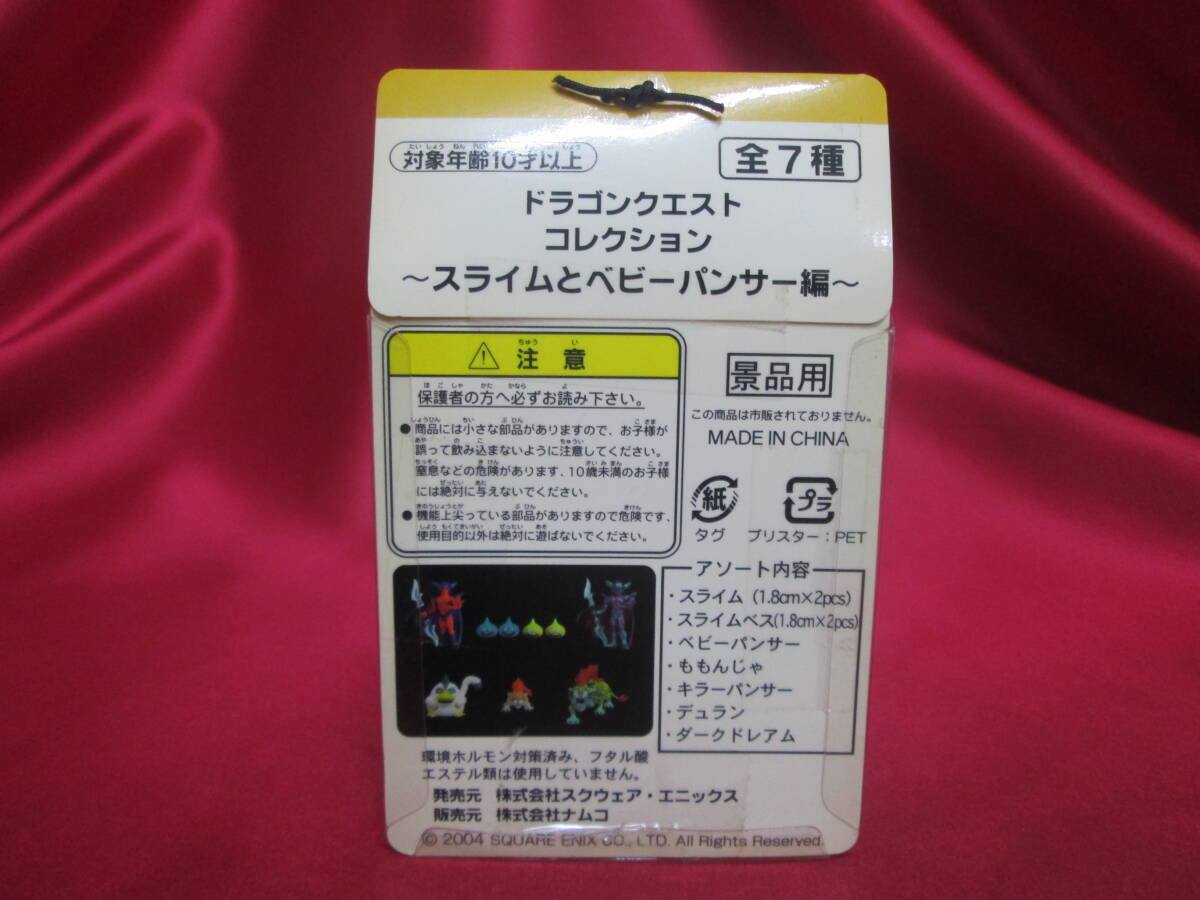 対象年齢10才以上
全7種
ドラゴンクエスト
コレクション
～スライムとベビーパンサー編～
⚠ 注意
保護者の方へ必ずお読み下さい。
●商品には小さな部品がありますので、お子様が
誤って飲み込まないように注意してください。
窒息などの危険があります、10歳未満のお子様
には絶対に与えないでください。
●機能上尖っている部品がありますので危険です、
使用目的以外は絶対に遊ばないでください。
景品用
この商品は市販されておりません。
MADE IN CHINA
紙
タグ
プラ
ブリスター：PET
アソート内容
・スライム (1.8cm×2pcs)
・スライムベス(1.8cm×2pcs)
・ベビーパンサー
・ももんじゃ
・キラーパンサー
・デュラン
・ダークドレアム
環境ホルモン対策済み、フタル酸
エステル類は使用していません。
発売元 株式会社スクウェア・エニックス
販売元 株式会社ナムコ
© 2004 SQUARE ENIX CO., LTD. All Rights Reserved.